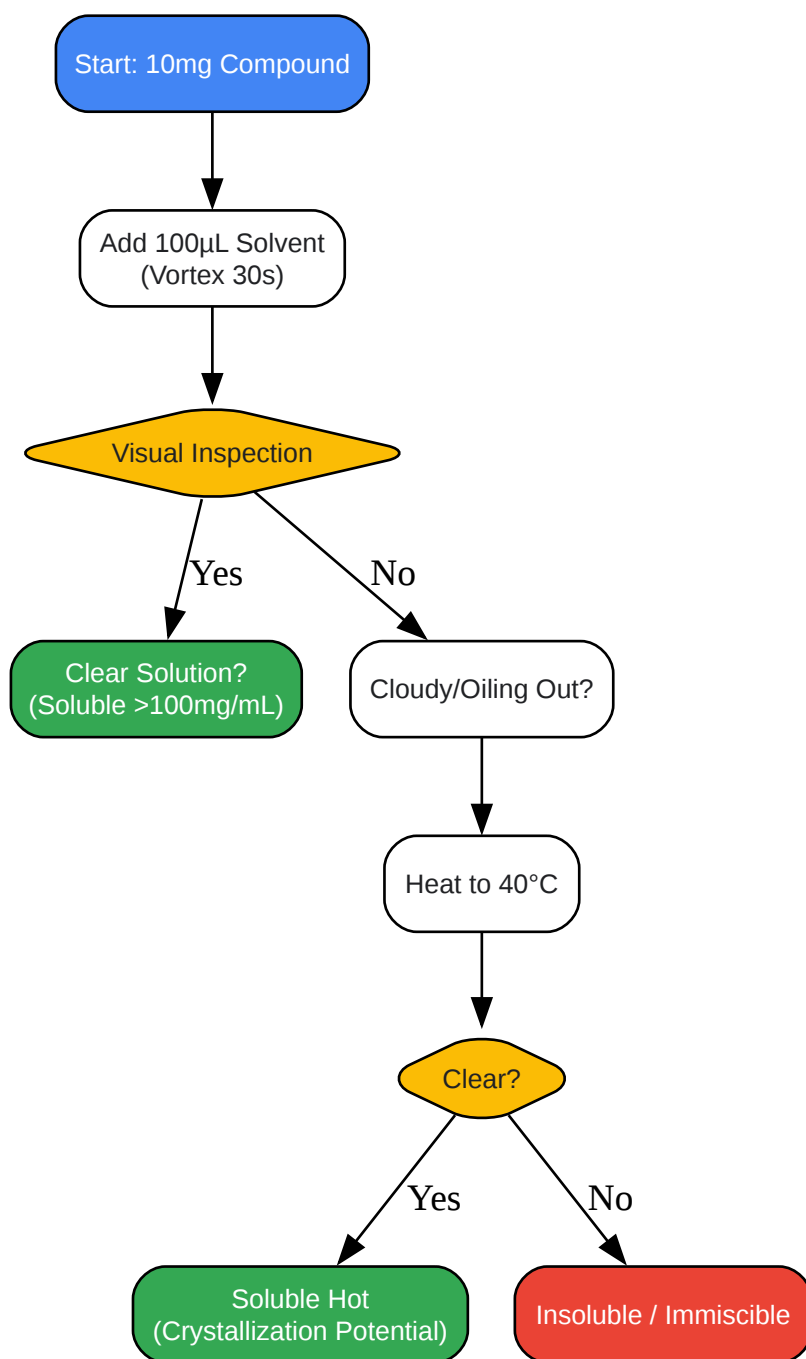 Start: 10mg Compound
Add 100µL Solvent
(Vortex 30s)
Visual Inspection
Yes
No
Clear Solution?
(Soluble >100mg/mL)
Cloudy/Oiling Out?
Heat to 40°C
Clear?
Yes
No
Soluble Hot
(Crystallization Potential)
Insoluble / Immiscible